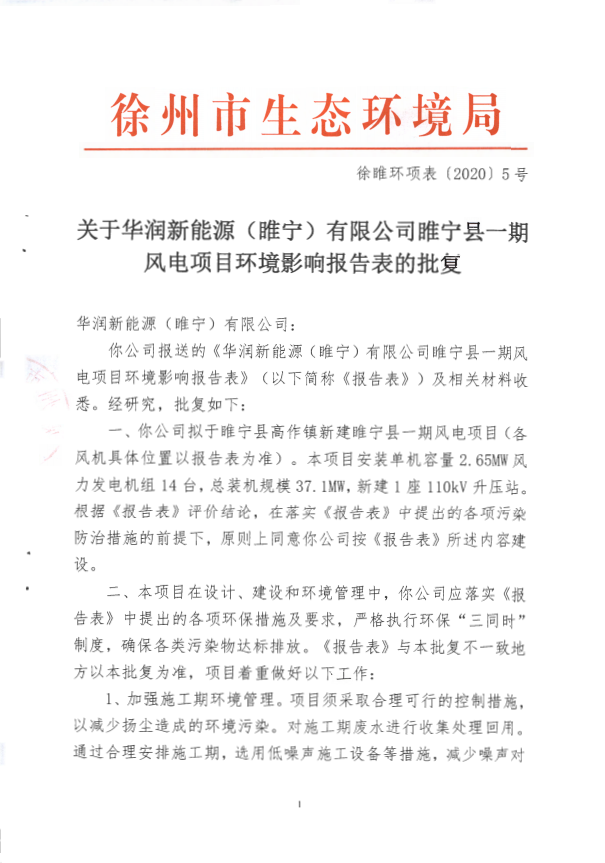 徐州市生态环境局
徐睢环项表〔2020〕5号
关于华润新能源（睢宁）有限公司睢宁县一期
风电项目环境影响报告表的批复
华润新能源（睢宁）有限公司：
你公司报送的《华润新能源（睢宁）有限公司睢宁县一期风
电项目环境影响报告表》（以下简称《报告表》）及相关材料收
悉。经研究，批复如下：
一、你公司拟于睢宁县高作镇新建睢宁县一期风电项目（各
风机具体位置以报告表为准）。本项目安装单机容量2.65MW风
力发电机组14台，总装机规模37.1MW，新建1座110kV升压站。
根据《报告表》评价结论，在落实《报告表》中提出的各项污染
防治措施的前提下，原则上同意你公司按《报告表》所述内容建
设。
二、本项目在设计、建设和环境管理中，你公司应落实《报
告表》中提出的各项环保措施及要求，严格执行环保“三同时”
制度，确保各类污染物达标排放。《报告表》与本批复不一致地
方以本批复为准，项目着重做好以下工作：
1、加强施工期环境管理。项目须采取合理可行的控制措施，
以减少扬尘造成的环境污染。对施工期废水进行收集处理回用。
通过合理安排施工期，选用低噪声施工设备等措施，减少噪声对
1